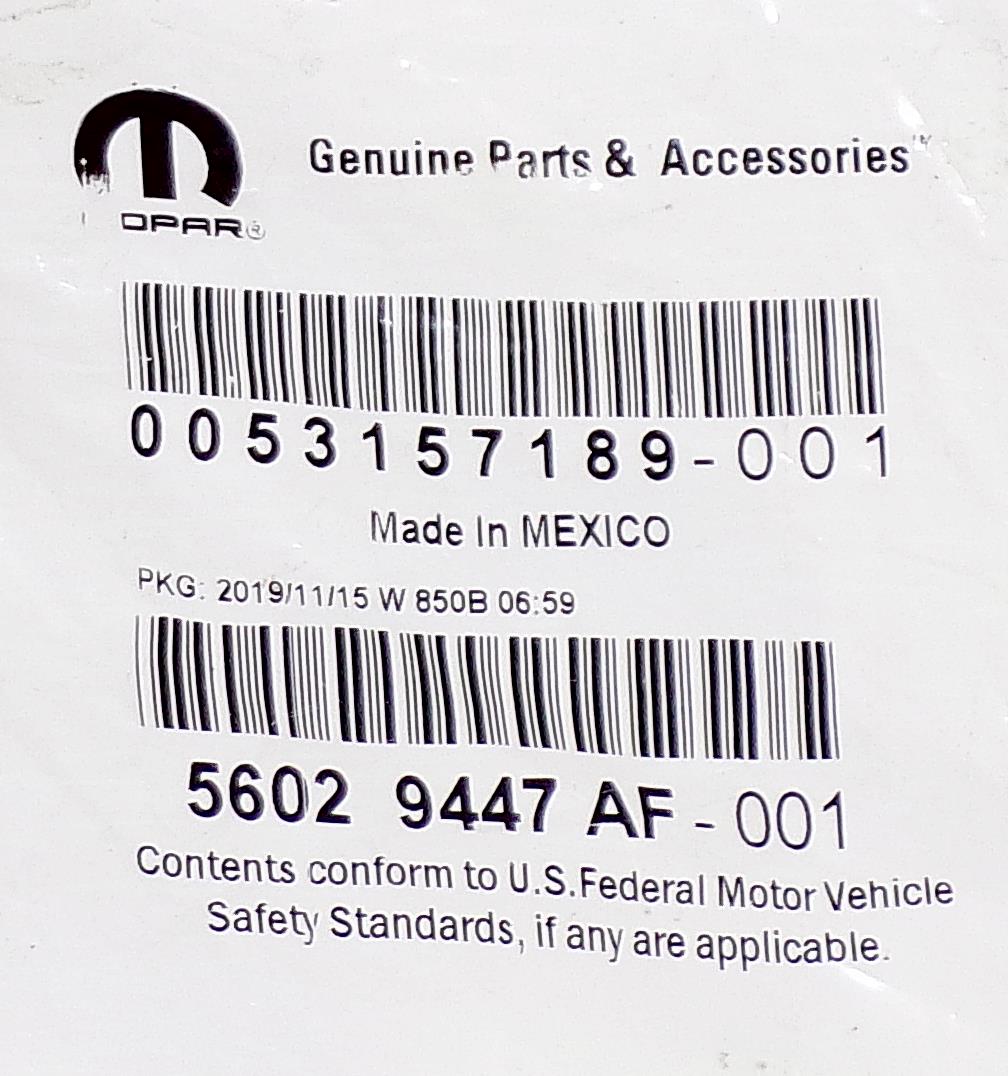 MOPAR®
Genuine Parts & Accessories™
0053157189-001
Made In MEXICO
PKG: 2019/11/15 W 850B 06:59
5602 9447 AF-001
Contents conform to U.S.Federal Motor Vehicle
Safety Standards, if any are applicable.